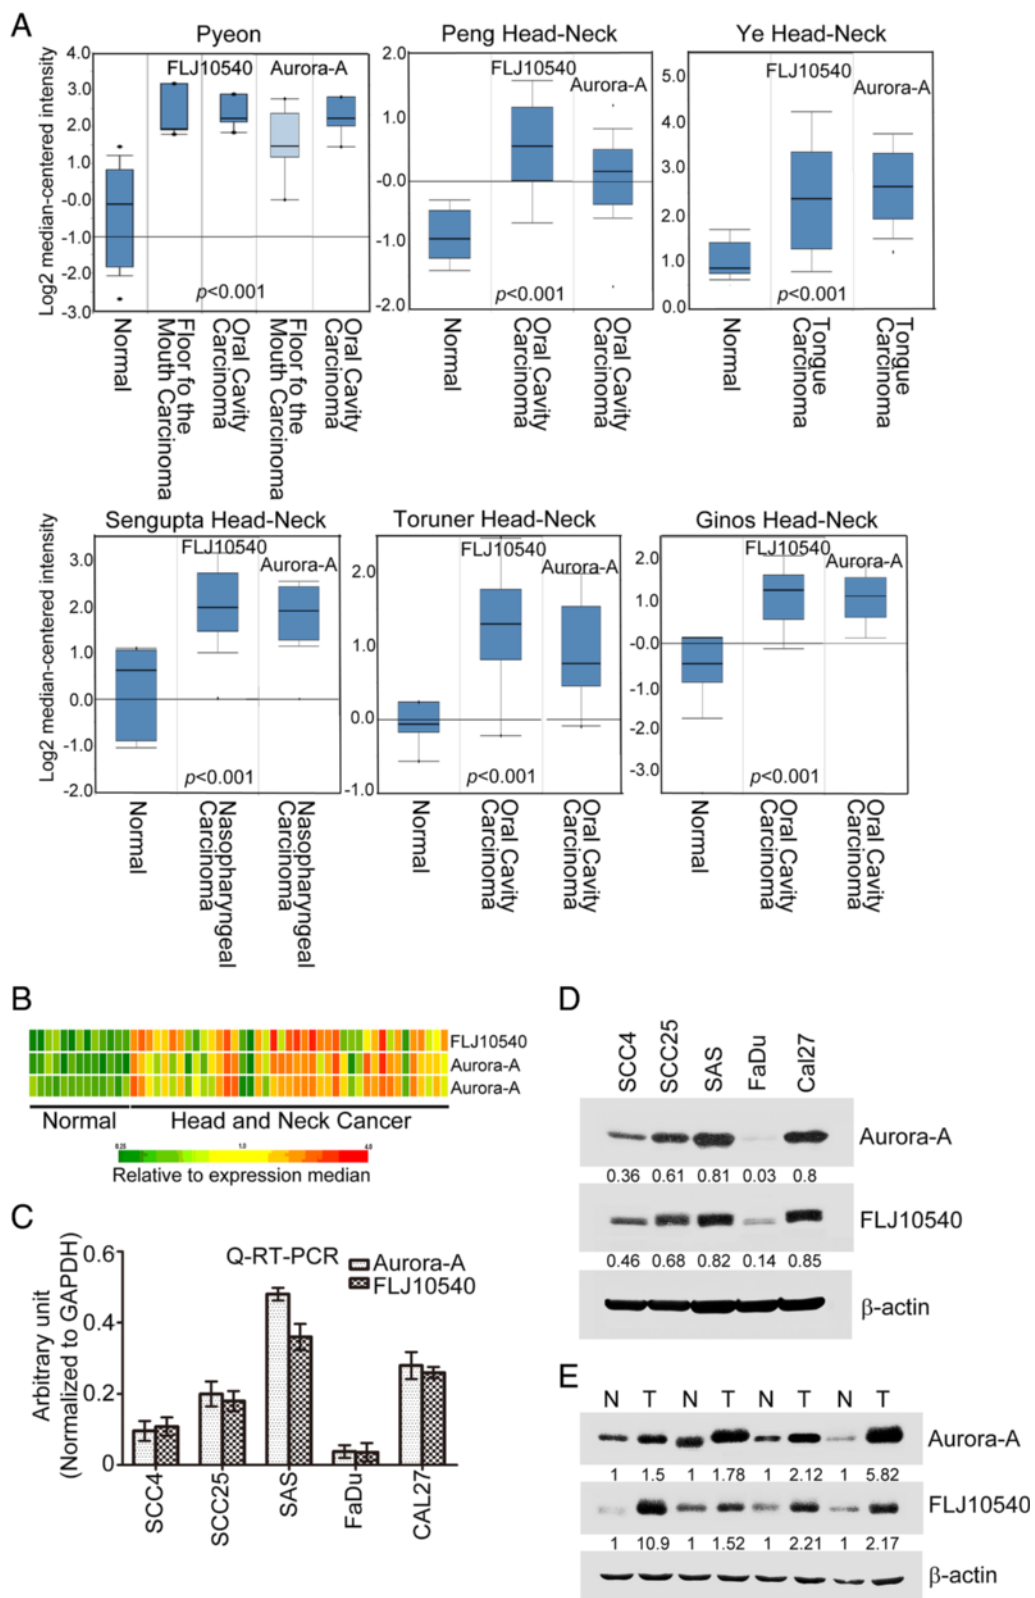 A
Pyeon
Peng Head-Neck
Ye Head-Neck
Log2 median-centered intensity
4.0
3.0
2.0
1.0
-0.0
-1.0
-2.0
-3.0
FLJ10540
Aurora-A
p<0.001
Normal
Floor fo the
Mouth Carcinoma
Oral Cavity
Carcinoma
Floor fo the
Mouth Carcinoma
Oral Cavity
Carcinoma
2.0
1.0
-0.0
-1.0
-2.0
FLJ10540
Aurora-A
p<0.001
Normal
Oral Cavity
Carcinoma
Oral Cavity
Carcinoma
5.0
4.0
3.0
2.0
1.0
0.0
FLJ10540
Aurora-A
p<0.001
Normal
Tongue
Carcinoma
Tongue
Carcinoma
Sengupta Head-Neck
Toruner Head-Neck
Ginos Head-Neck
Log2 median-centered intensity
3.0
2.0
1.0
0.0
-1.0
-2.0
FLJ10540
Aurora-A
p<0.001
Normal
Nasopharyngeal
Carcinoma
Nasopharyngeal
Carcinoma
2.0
1.0
0.0
-1.0
FLJ10540
Aurora-A
p<0.001
Normal
Oral Cavity
Carcinoma
Oral Cavity
Carcinoma
2.0
1.0
-0.0
-1.0
-2.0
-3.0
FLJ10540
Aurora-A
p<0.001
Normal
Oral Cavity
Carcinoma
Oral Cavity
Carcinoma
B
FLJ10540
Aurora-A
Aurora-A
Normal
Head and Neck Cancer
0.25 1.0 4.0
Relative to expression median
C
Q-RT-PCR
Aurora-A
FLJ10540
Arbitrary unit
(Normalized to GAPDH)
0.6
0.4
0.2
0
SCC4
SCC25
SAS
FaDu
CAL27
D
SCC4
SCC25
SAS
FaDu
Cal27
Aurora-A
0.36 0.61 0.81 0.03 0.8
FLJ10540
0.46 0.68 0.82 0.14 0.85
β-actin
E
N T N T N T N T
Aurora-A
1 1.5 1 1.78 1 2.12 1 5.82
FLJ10540
1 10.9 1 1.52 1 2.21 1 2.17
β-actin